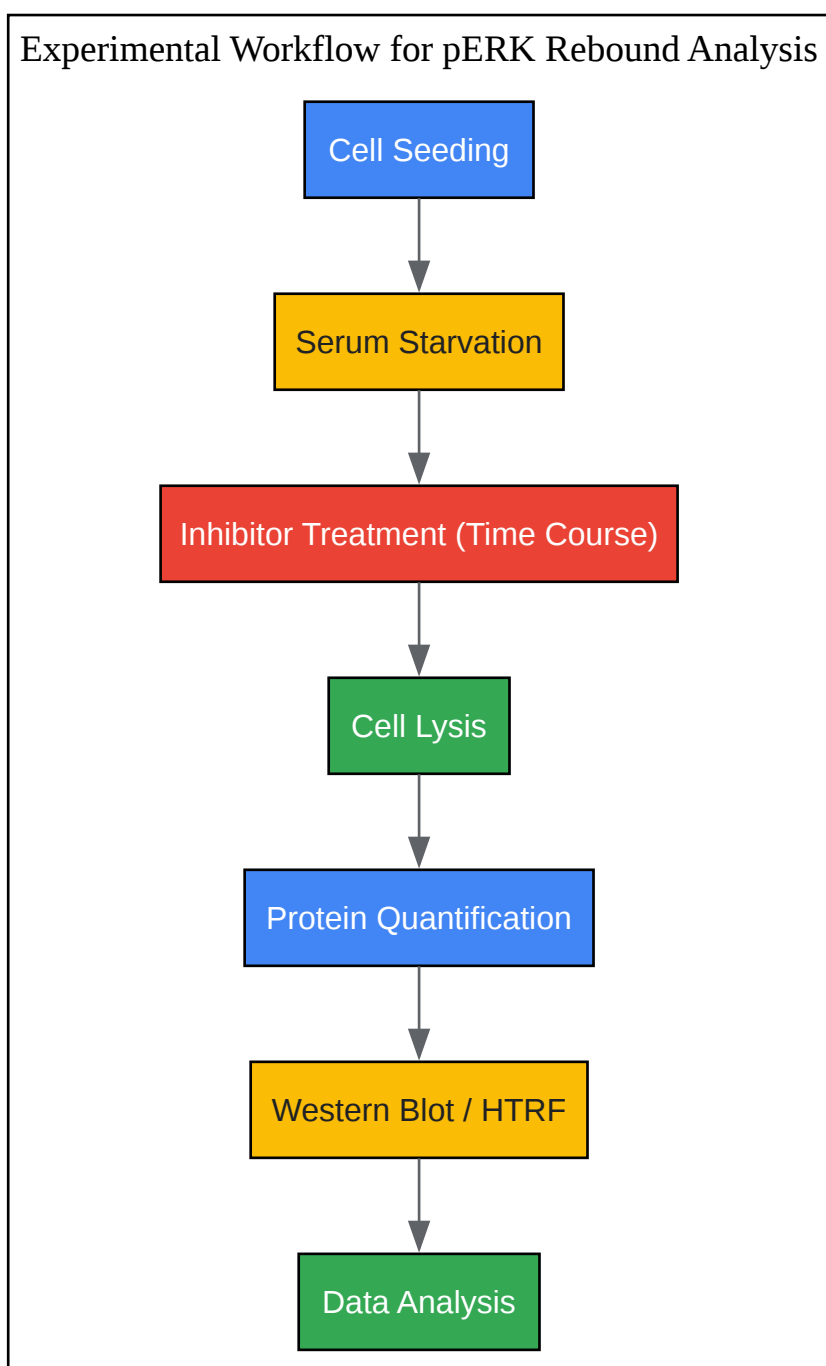 Experimental Workflow for pERK Rebound Analysis
Cell Seeding
Serum Starvation
Inhibitor Treatment (Time Course)
Cell Lysis
Protein Quantification
Western Blot / HTRF
Data Analysis